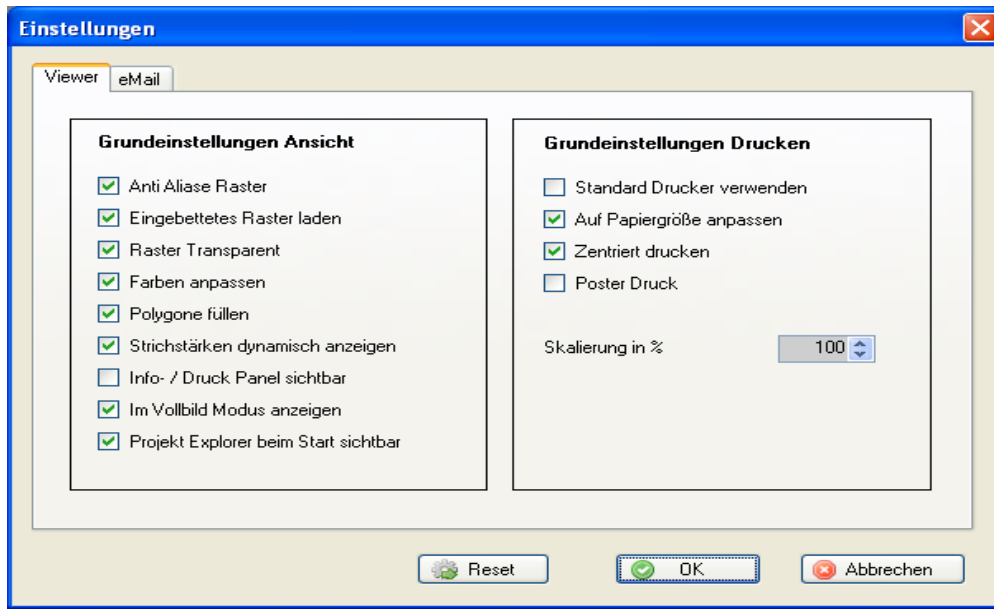 Einstellungen
Viewer
eMail
Grundeinstellungen Ansicht
Anti Aliase Raster
Eingebettetes Raster laden
Raster Transparent
Farben anpassen
Polygone füllen
Strichstärken dynamisch anzeigen
Info- / Druck Panel sichtbar
Im Vollbild Modus anzeigen
Projekt Explorer beim Start sichtbar
Grundeinstellungen Drucken
Standard Drucker verwenden
Auf Papiergröße anpassen
Zentriert drucken
Poster Druck
Skalierung in % 100
Reset
OK
Abbrechen